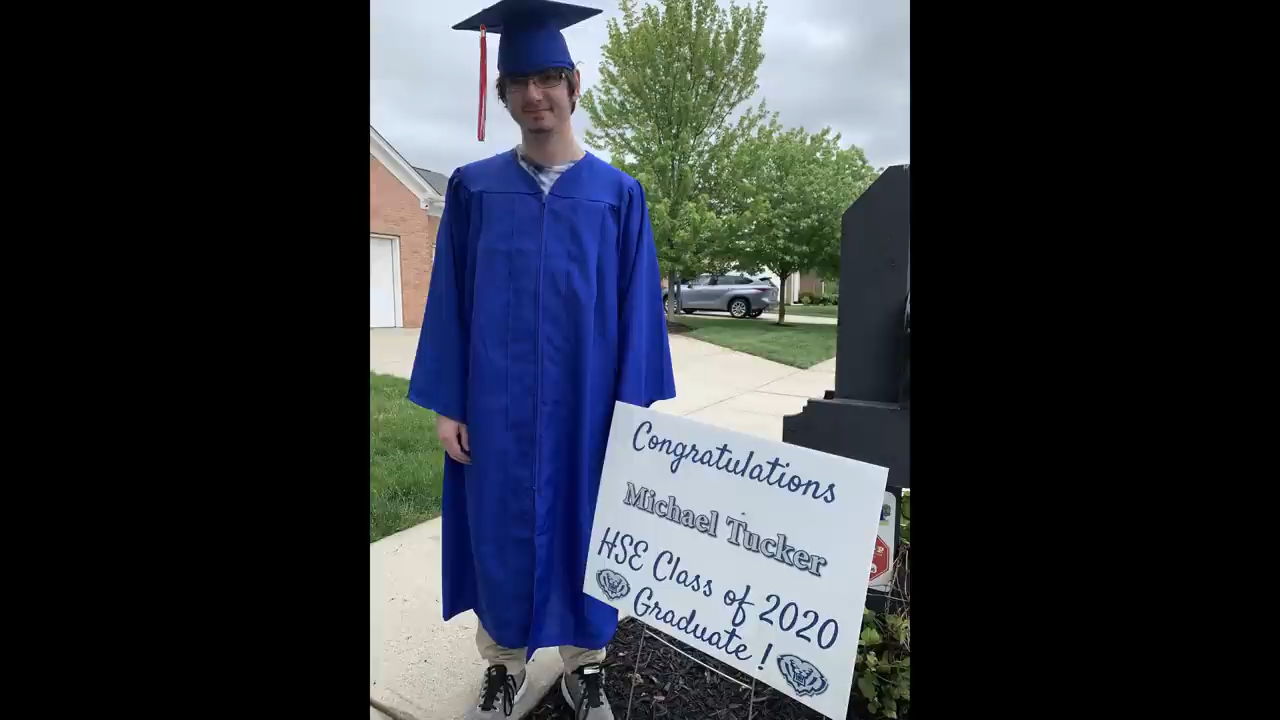 Congratulations
Michael Tucker
HSE Class of 2020
Graduate !